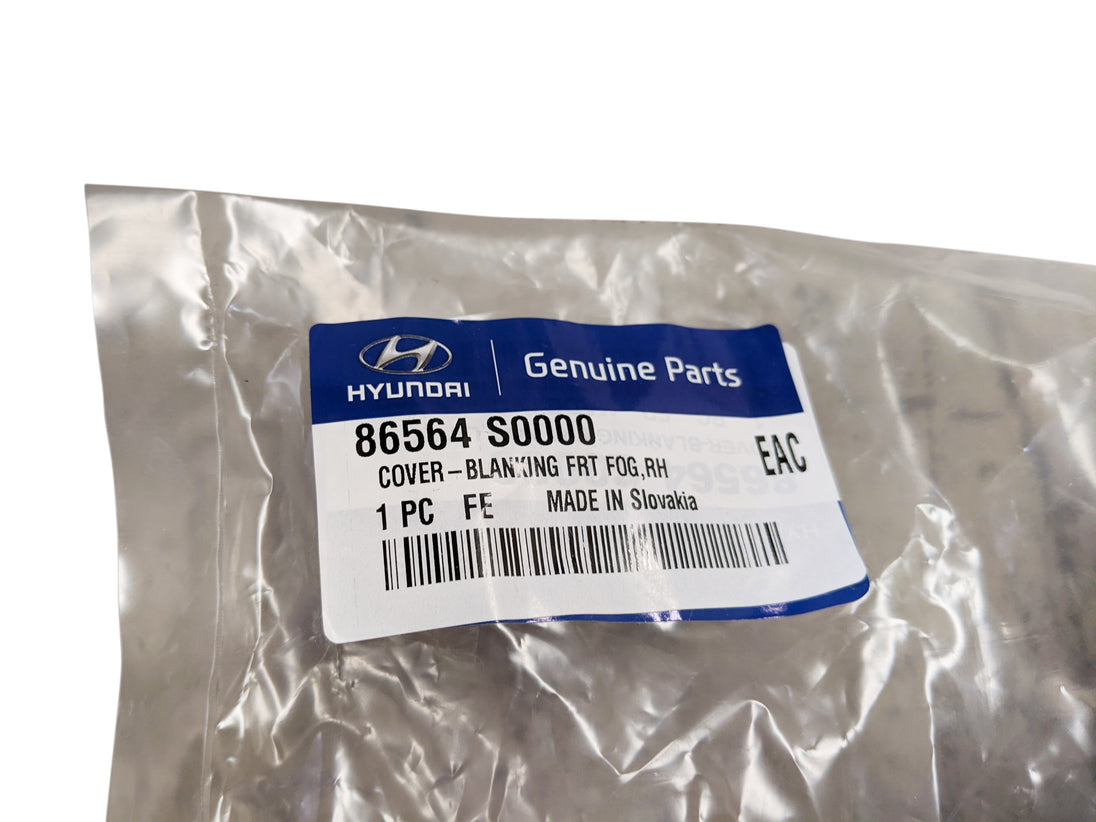 HYUNDAI
Genuine Parts
86564 S0000
COVER-BLANKING FRT FOG,RH
EAC
1 PC FE MADE IN Slovakia